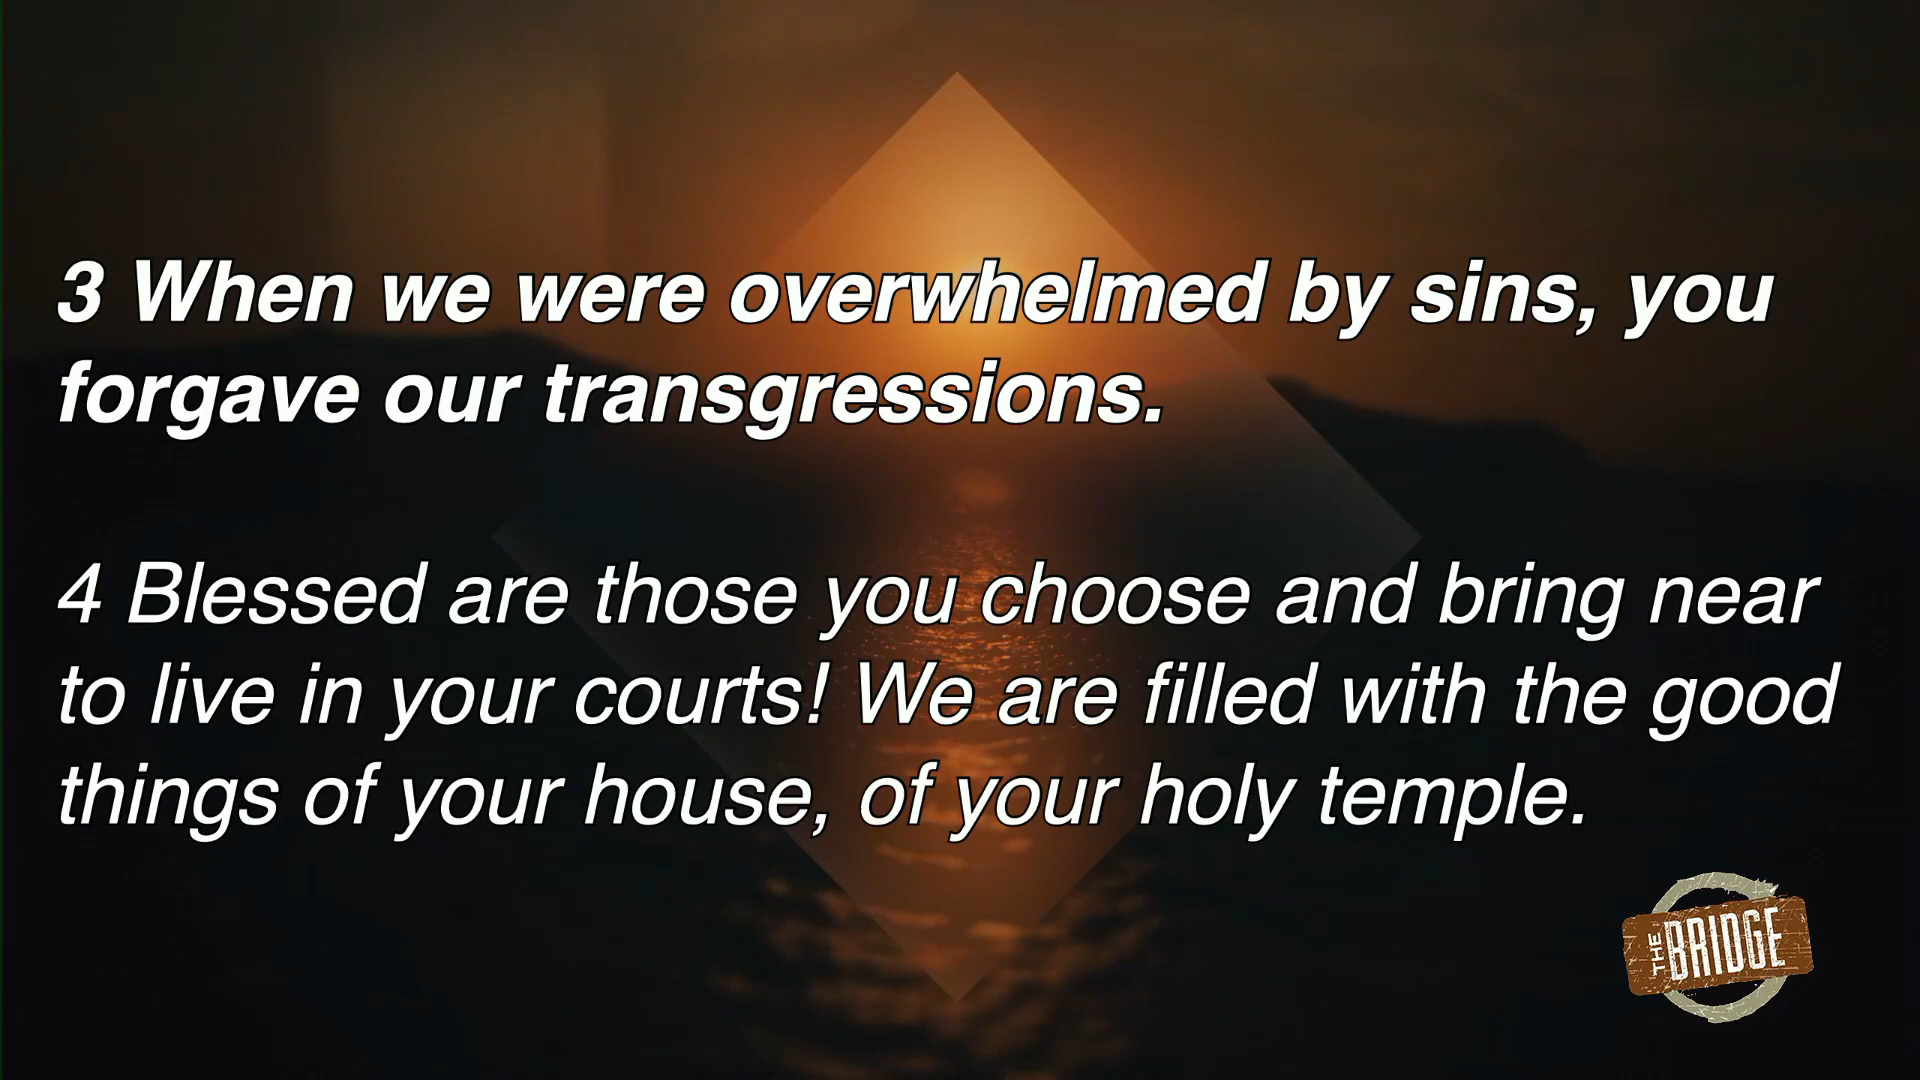 3 When we were overwhelmed by sins, you
forgave our transgressions.
4 Blessed are those you choose and bring near
to live in your courts! We are filled with the good
things of your house, of your holy temple.
THE BRIDGE